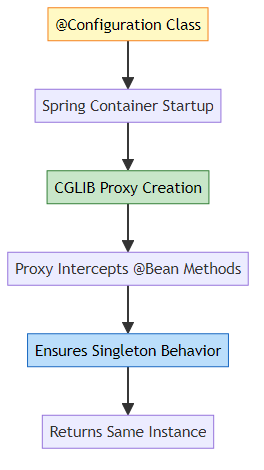 @Configuration Class
Spring Container Startup
CGLIB Proxy Creation
Proxy Intercepts @Bean Methods
Ensures Singleton Behavior
Returns Same Instance